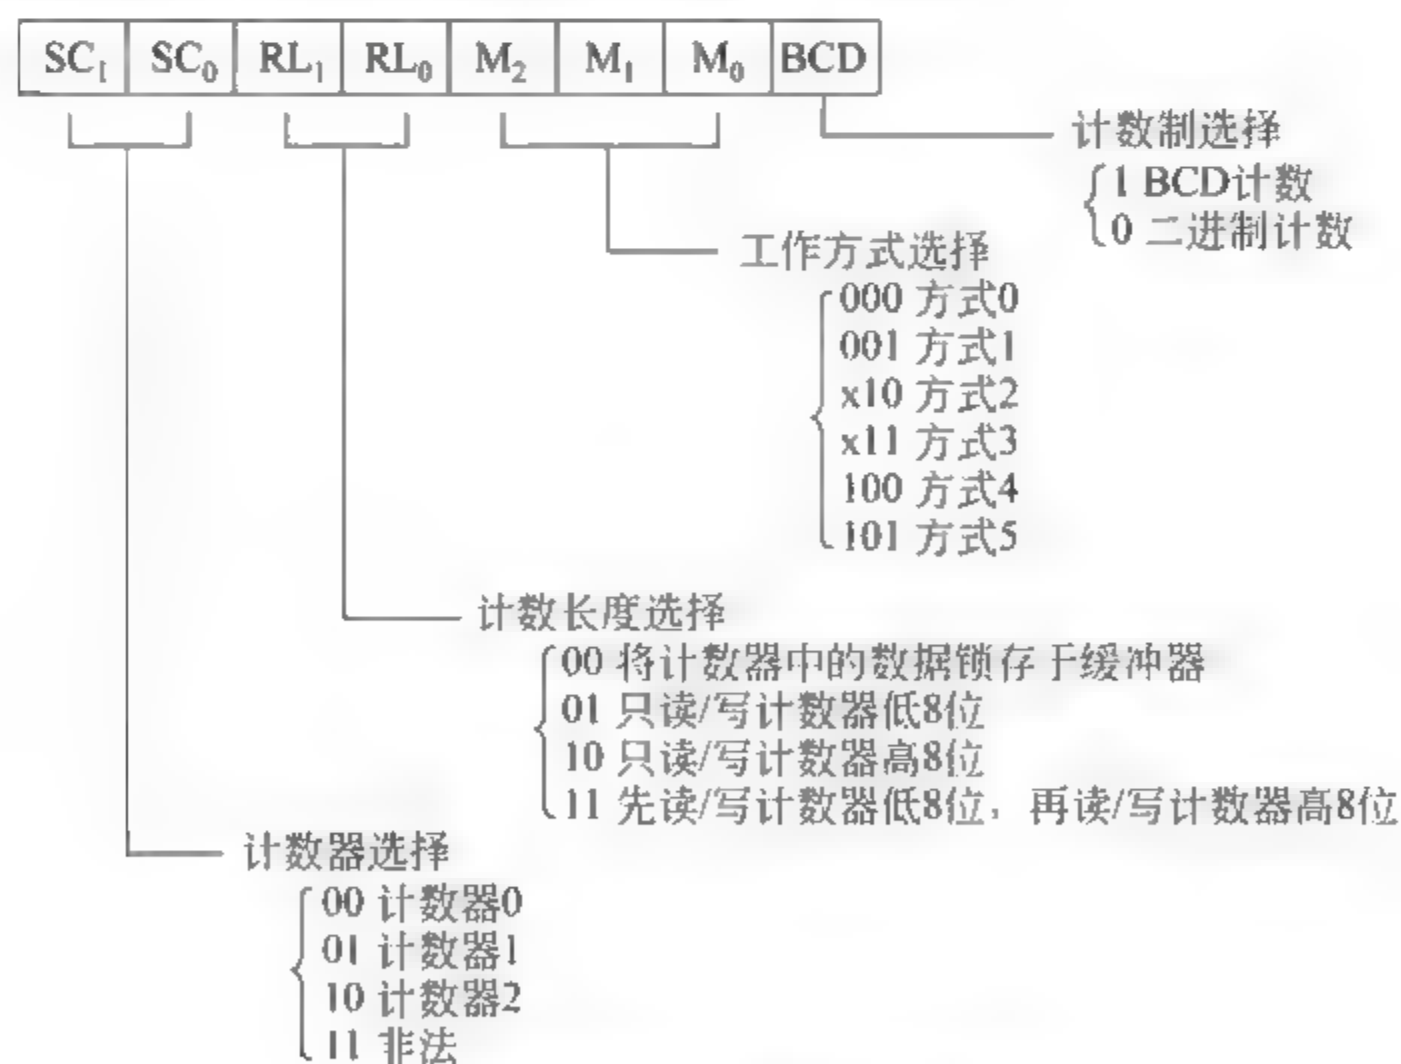 SC₁ SC₀ RL₁ RL₀ M₂ M₁ M₀ BCD
计数制选择
1 BCD计数
0 二进制计数
工作方式选择
000 方式0
001 方式1
x10 方式2
x11 方式3
100 方式4
101 方式5
计数长度选择
00 将计数器中的数据锁存于缓冲器
01 只读/写计数器低8位
10 只读/写计数器高8位
11 先读/写计数器低8位，再读/写计数器高8位
计数器选择
00 计数器0
01 计数器1
10 计数器2
11 非法